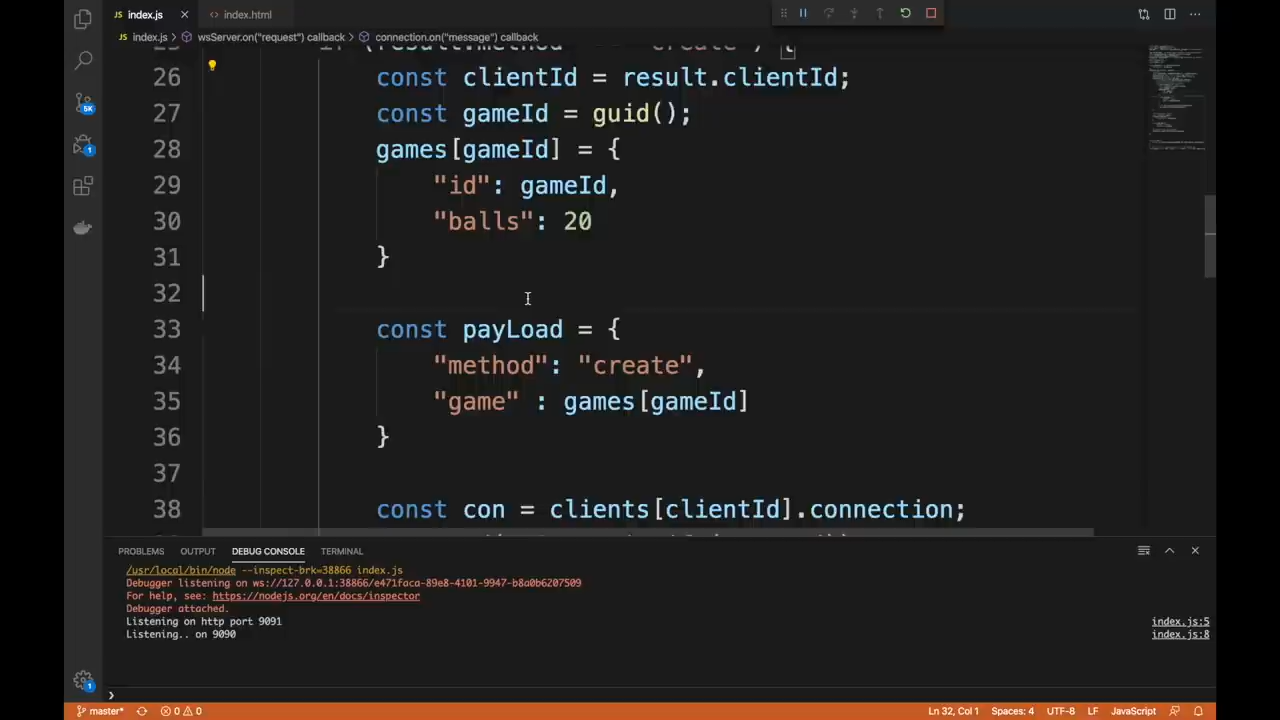 index.js
index.html
index.js > wsServer.on("request") callback > connection.on("message") callback
26 const clientId = result.clientId;
27 const gameId = guid();
28 games[gameId] = {
29 "id": gameId,
30 "balls": 20
31 }
32
33 const payLoad = {
34 "method": "create",
35 "game" : games[gameId]
36 }
37
38 const con = clients[clientId].connection;
PROBLEMS OUTPUT DEBUG CONSOLE TERMINAL
/usr/local/bin/node --inspect-brk=38866 index.js
Debugger listening on ws://127.0.0.1:38866/e471faca-89e8-4101-9947-b8a0b6207509
For help, see: https://nodejs.org/en/docs/inspector
Debugger attached.
Listening on http port 9091 index.js:5
Listening.. on 9090 index.js:8
master* 0 0 Ln 32, Col 1 Spaces: 4 UTF-8 LF JavaScript
5K
1
1